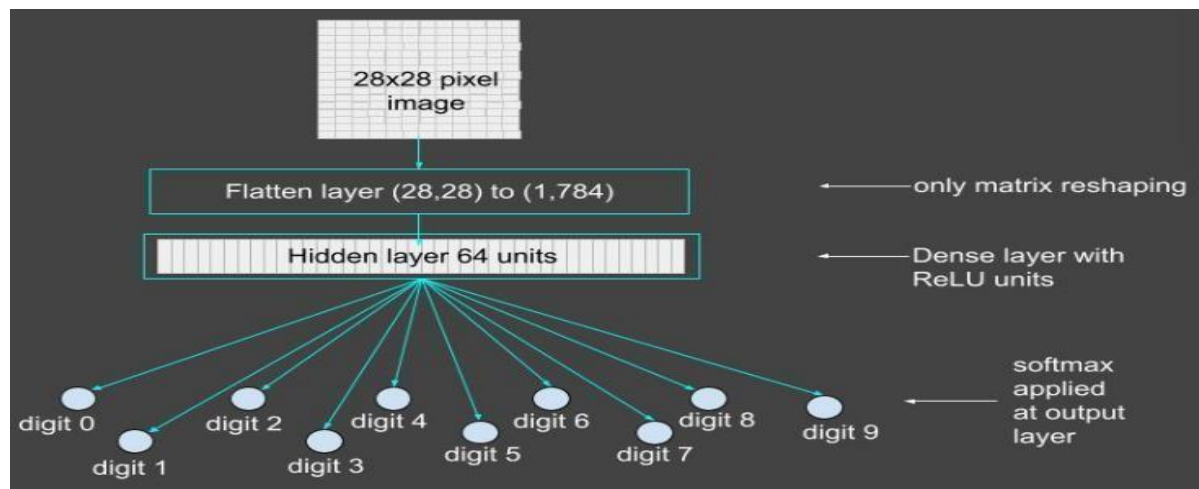 28x28 pixel
image
Flatten layer (28,28) to (1,784)
only matrix reshaping
Hidden layer 64 units
Dense layer with
ReLU units
softmax
applied
at output
layer
digit 0
digit 2
digit 4
digit 6
digit 8
digit 9
digit 1
digit 3
digit 5
digit 7